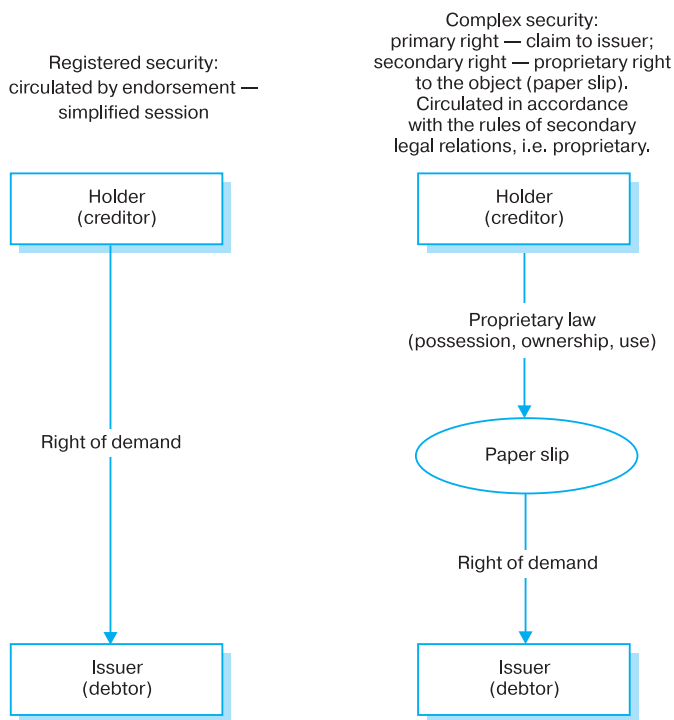 Registered security:
circulated by endorsement —
simplified session
Holder
(creditor)
Right of demand
Issuer
(debtor)
Complex security:
primary right — claim to issuer;
secondary right — proprietary right
to the object (paper slip).
Circulated in accordance
with the rules of secondary
legal relations, i.e. proprietary.
Holder
(creditor)
Proprietary law
(possession, ownership, use)
Paper slip
Right of demand
Issuer
(debtor)